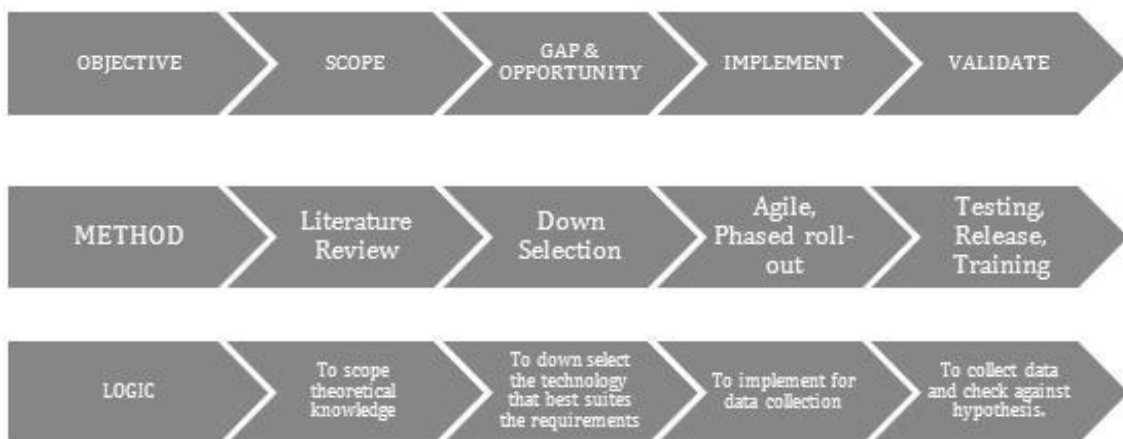 OBJECTIVE
SCOPE
GAP &
OPPORTUNITY
IMPLEMENT
VALIDATE
METHOD
Literature
Review
Down
Selection
Agile,
Phased roll-
out
Testing,
Release,
Training
LOGIC
To scope
theoretical
knowledge
To down select
the technology
that best suites
the requirements
To implement for
data collection
To collect data
and check against
hypothesis.